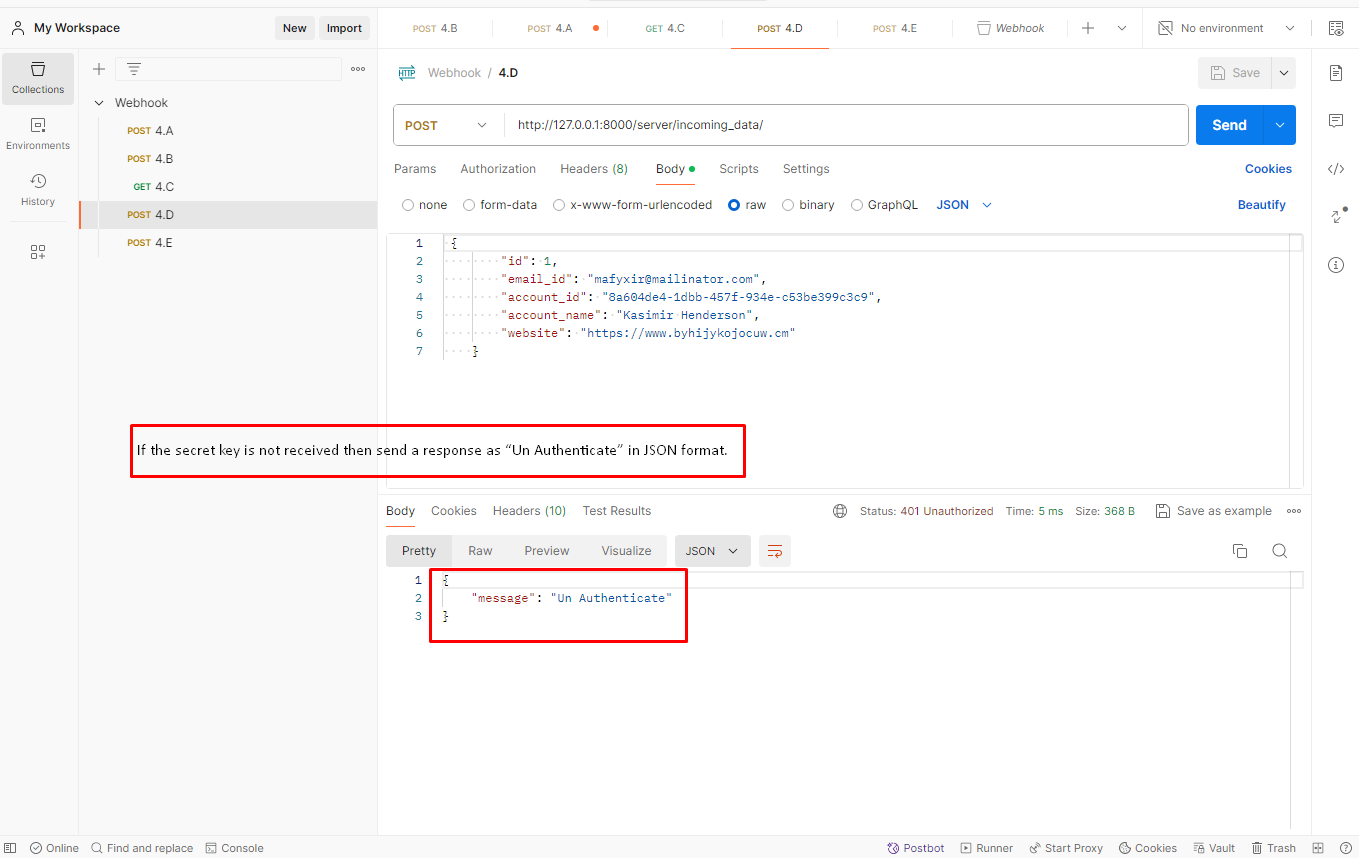 My Workspace
New
Import
POST 4.B
POST 4.A
GET 4.C
POST 4.D
POST 4.E
Webhook
No environment
Collections
Environments
History
Webhook
POST 4.A
POST 4.B
GET 4.C
POST 4.D
POST 4.E
HTTP
Webhook / 4.D
Save
POST
http://127.0.0.1:8000/server/incoming_data/
Send
Params
Authorization
Headers (8)
Body
Scripts
Settings
Cookies
none
form-data
x-www-form-urlencoded
raw
binary
GraphQL
JSON
Beautify
1 {
2 "id": 1,
3 "email_id": "mafyxir@mailinator.com",
4 "account_id": "8a604de4-1dbb-457f-934e-c53be399c3c9",
5 "account_name": "Kasimir Henderson",
6 "website": "https://www.byhijykojocuw.cm"
7 }
If the secret key is not received then send a response as “Un Authenticate” in JSON format.
Body
Cookies
Headers (10)
Test Results
Status: 401 Unauthorized
Time: 5 ms
Size: 368 B
Save as example
Pretty
Raw
Preview
Visualize
JSON
1 {
2 "message": "Un Authenticate"
3 }
Online
Find and replace
Console
Postbot
Runner
Start Proxy
Cookies
Vault
Trash